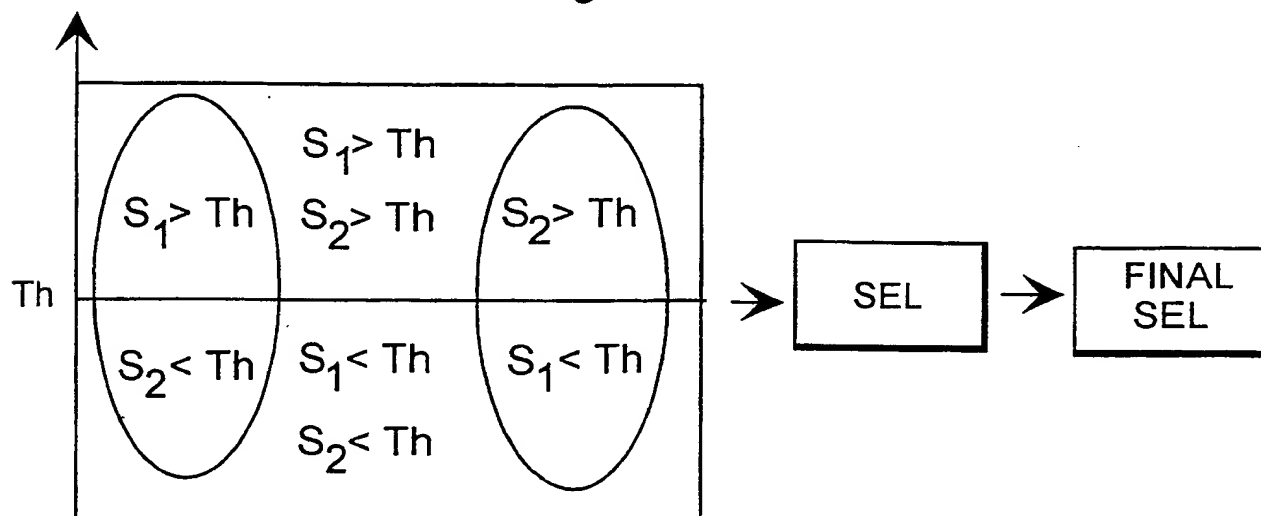 S₁> Th
S₁> Th S₂> Th S₂> Th
Th
SEL
FINAL
SEL
S₂< Th S₁< Th S₁< Th
S₂< Th